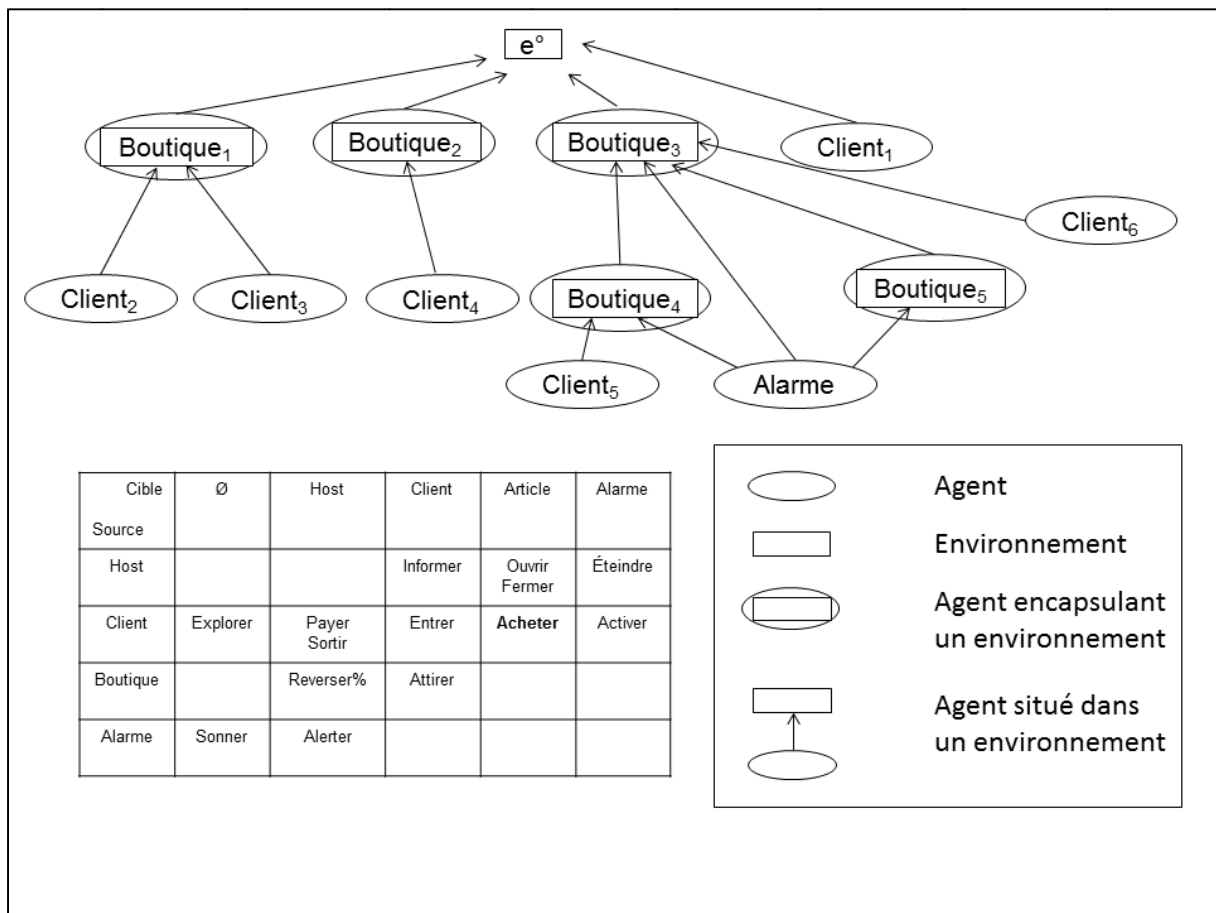 e°
Boutique₁
Boutique₂
Boutique₃
Client₁
Client₆
Client₂
Client₃
Client₄
Boutique₄
Boutique₅
Client₅
Alarme
Cible Ø Host Client Article Alarme
Source
Host Informer Ouvrir Éteindre
Fermer
Client Explorer Payer Entrer Acheter Activer
Sortir
Boutique Reverser% Attirer
Alarme Sonner Alerter
Agent
Environnement
Agent encapsulant
un environnement
Agent situé dans
un environnement